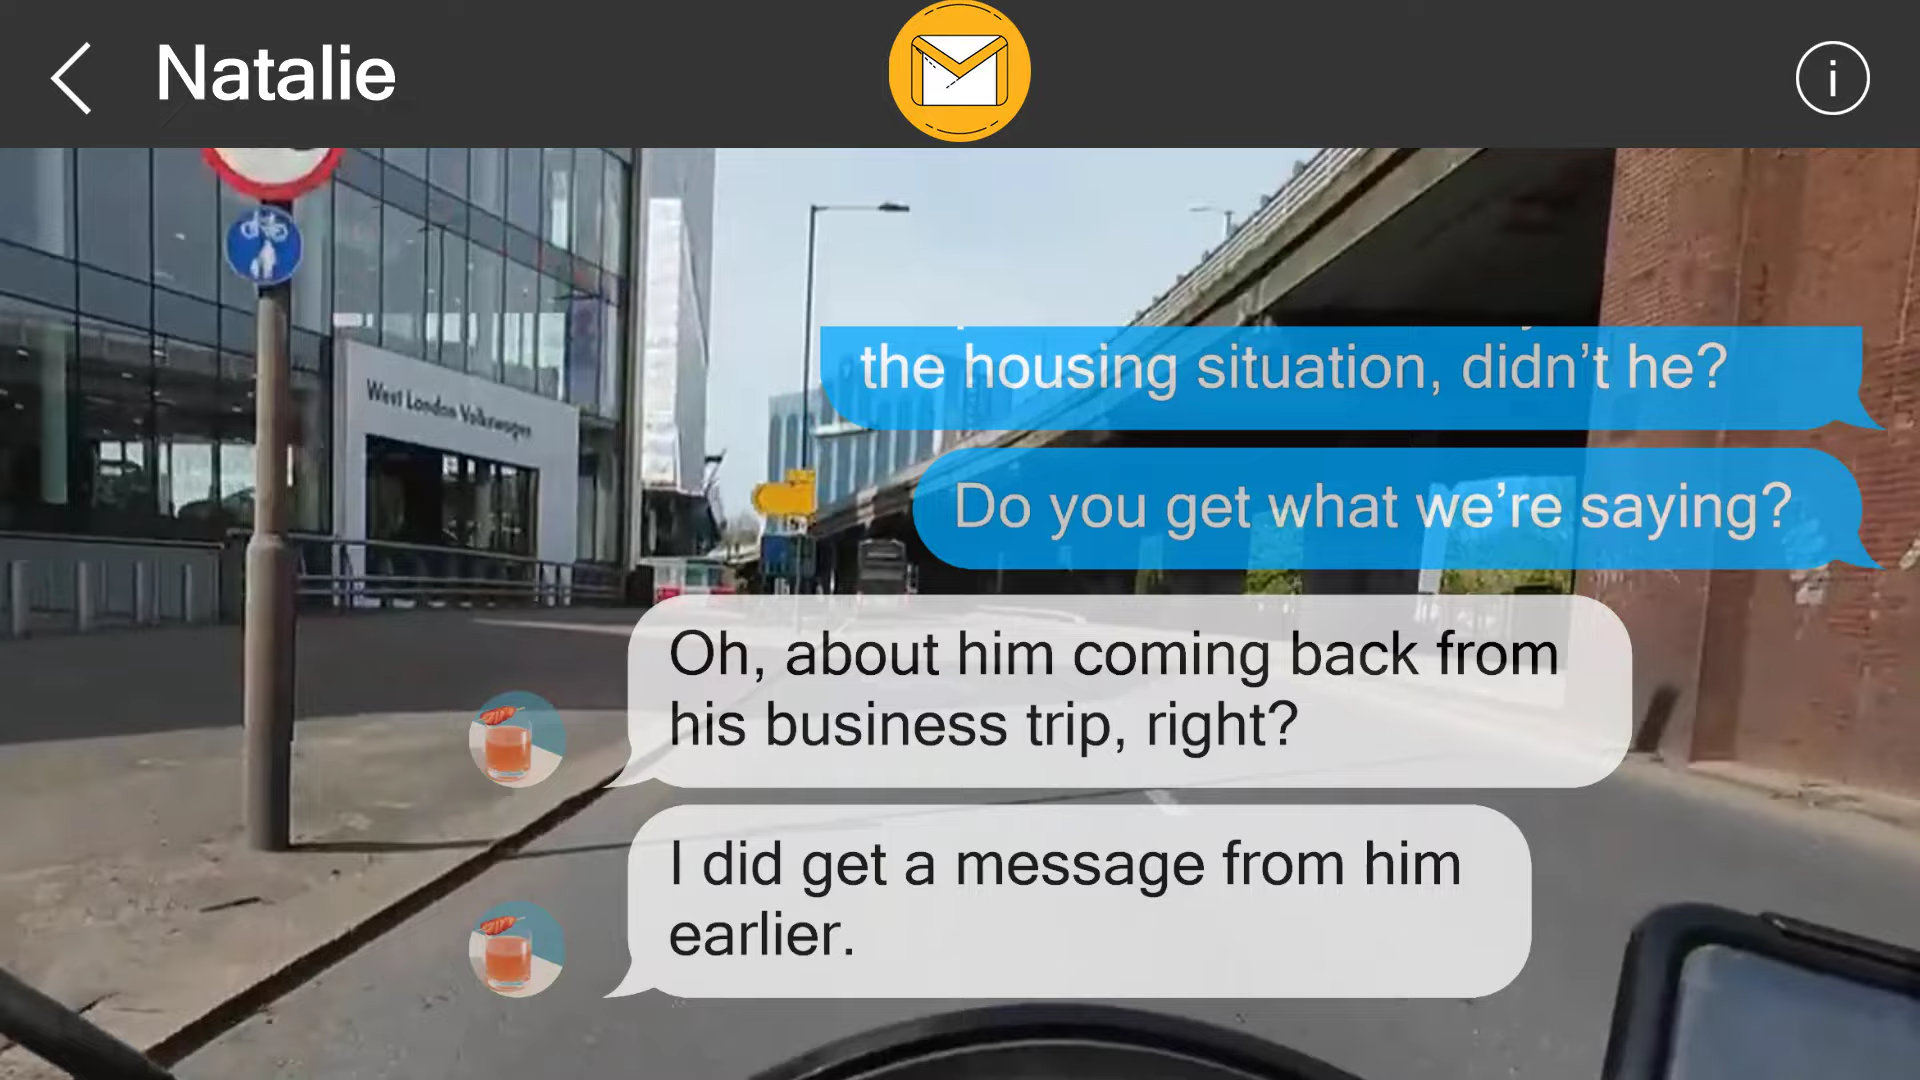 Natalie
the housing situation, didn’t he?
Do you get what we’re saying?
West London Volkswagen
Oh, about him coming back from
his business trip, right?
I did get a message from him
earlier.